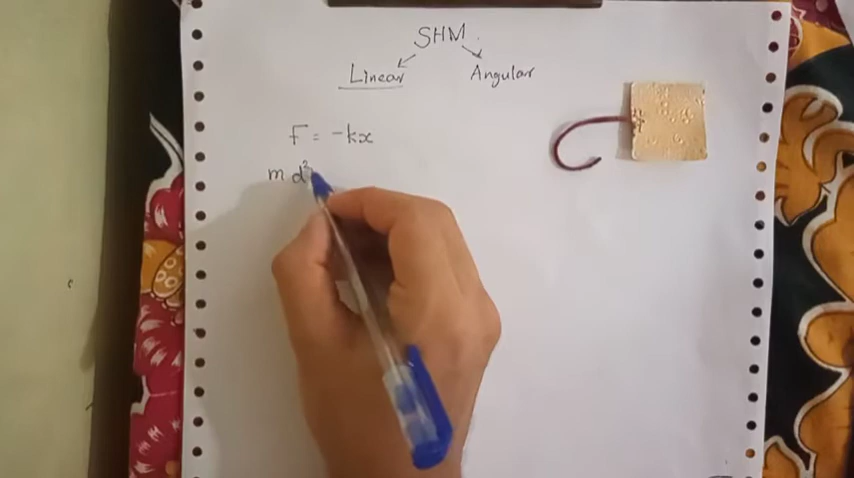 SHM.
Linear Angular
F = -kx
m d²